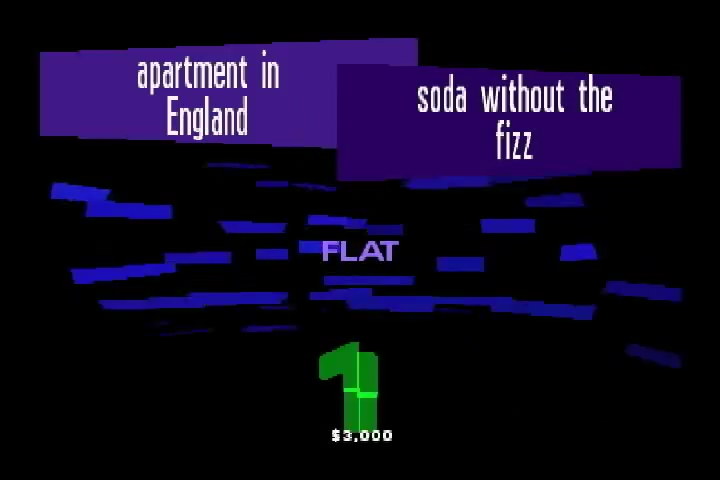 apartment in
England
soda without the
fizz
FLAT
1
$3,000